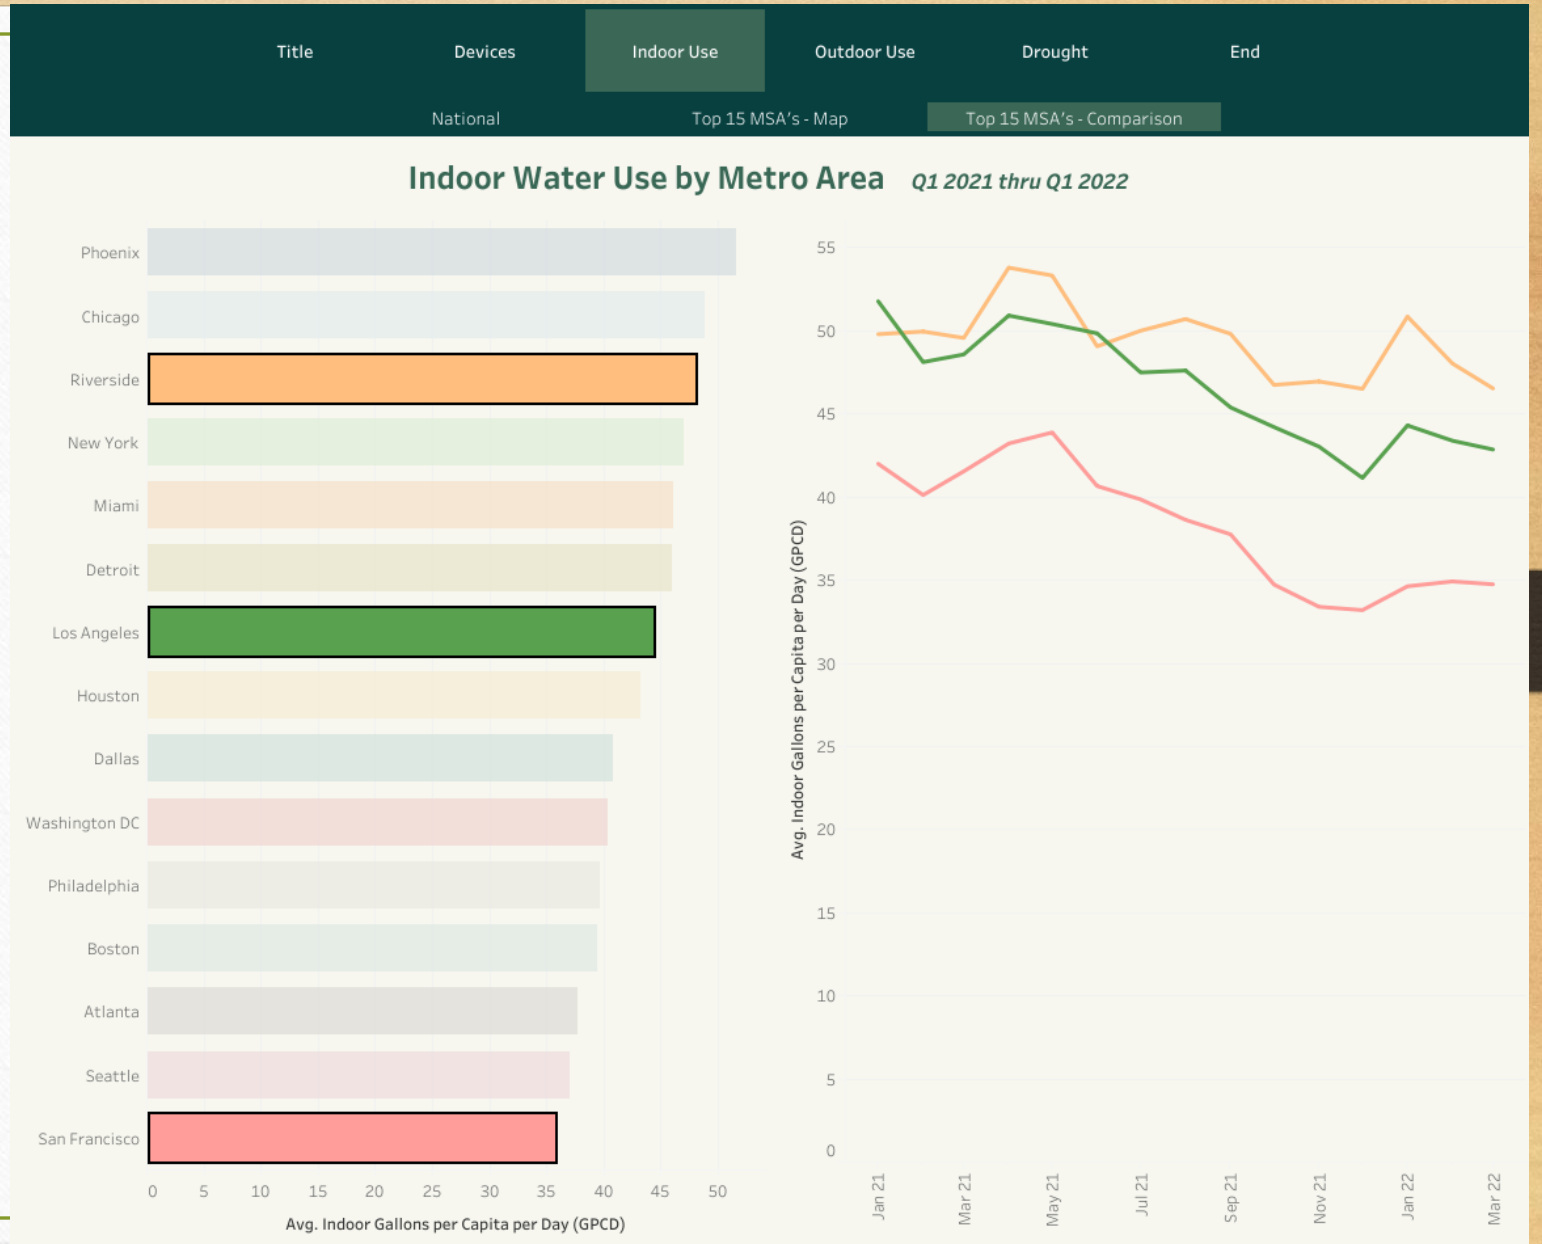 Title Devices Indoor Use Outdoor Use Drought End
National Top 15 MSA's - Map Top 15 MSA's - Comparison
Indoor Water Use by Metro Area Q1 2021 thru Q1 2022
Phoenix
Chicago
Riverside
New York
Miami
Detroit
Los Angeles
Houston
Dallas
Washington DC
Philadelphia
Boston
Atlanta
Seattle
San Francisco
0 5 10 15 20 25 30 35 40 45 50
Avg. Indoor Gallons per Capita per Day (GPCD)
Avg. Indoor Gallons per Capita per Day (GPCD)
55
50
45
40
35
30
25
20
15
10
5
0
Jan 21
Mar 21
May 21
Jul 21
Sep 21
Nov 21
Jan 22
Mar 22